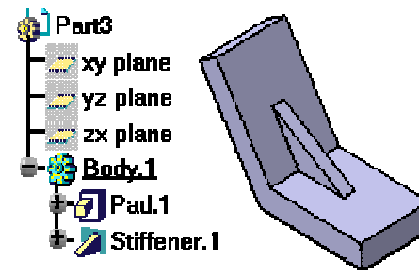 Part3
xy plane
yz plane
zx plane
Body.1
Pad.1
Stiffener.1